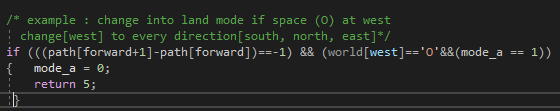 /* example : change into land mode if space (O) at west
change[west] to every direction[south, north, east]*/
if (((path[forward+1]-path[forward])==-1) && (world[west]=='O'&&(mode_a == 1))
{ mode_a = 0;
return 5;
}